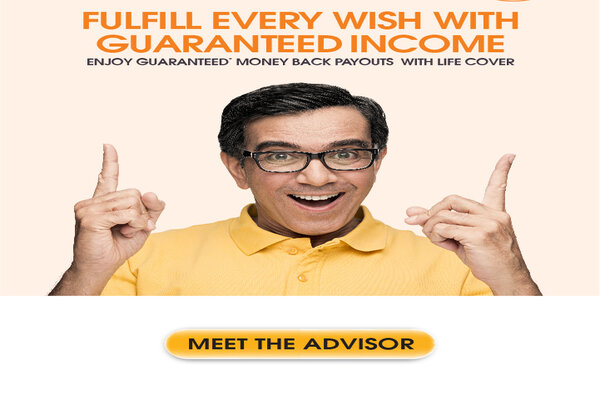 FULFILL EVERY WISH WITH
GUARANTEED INCOME
ENJOY GUARANTEED* MONEY BACK PAYOUTS WITH LIFE COVER
MEET THE ADVISOR